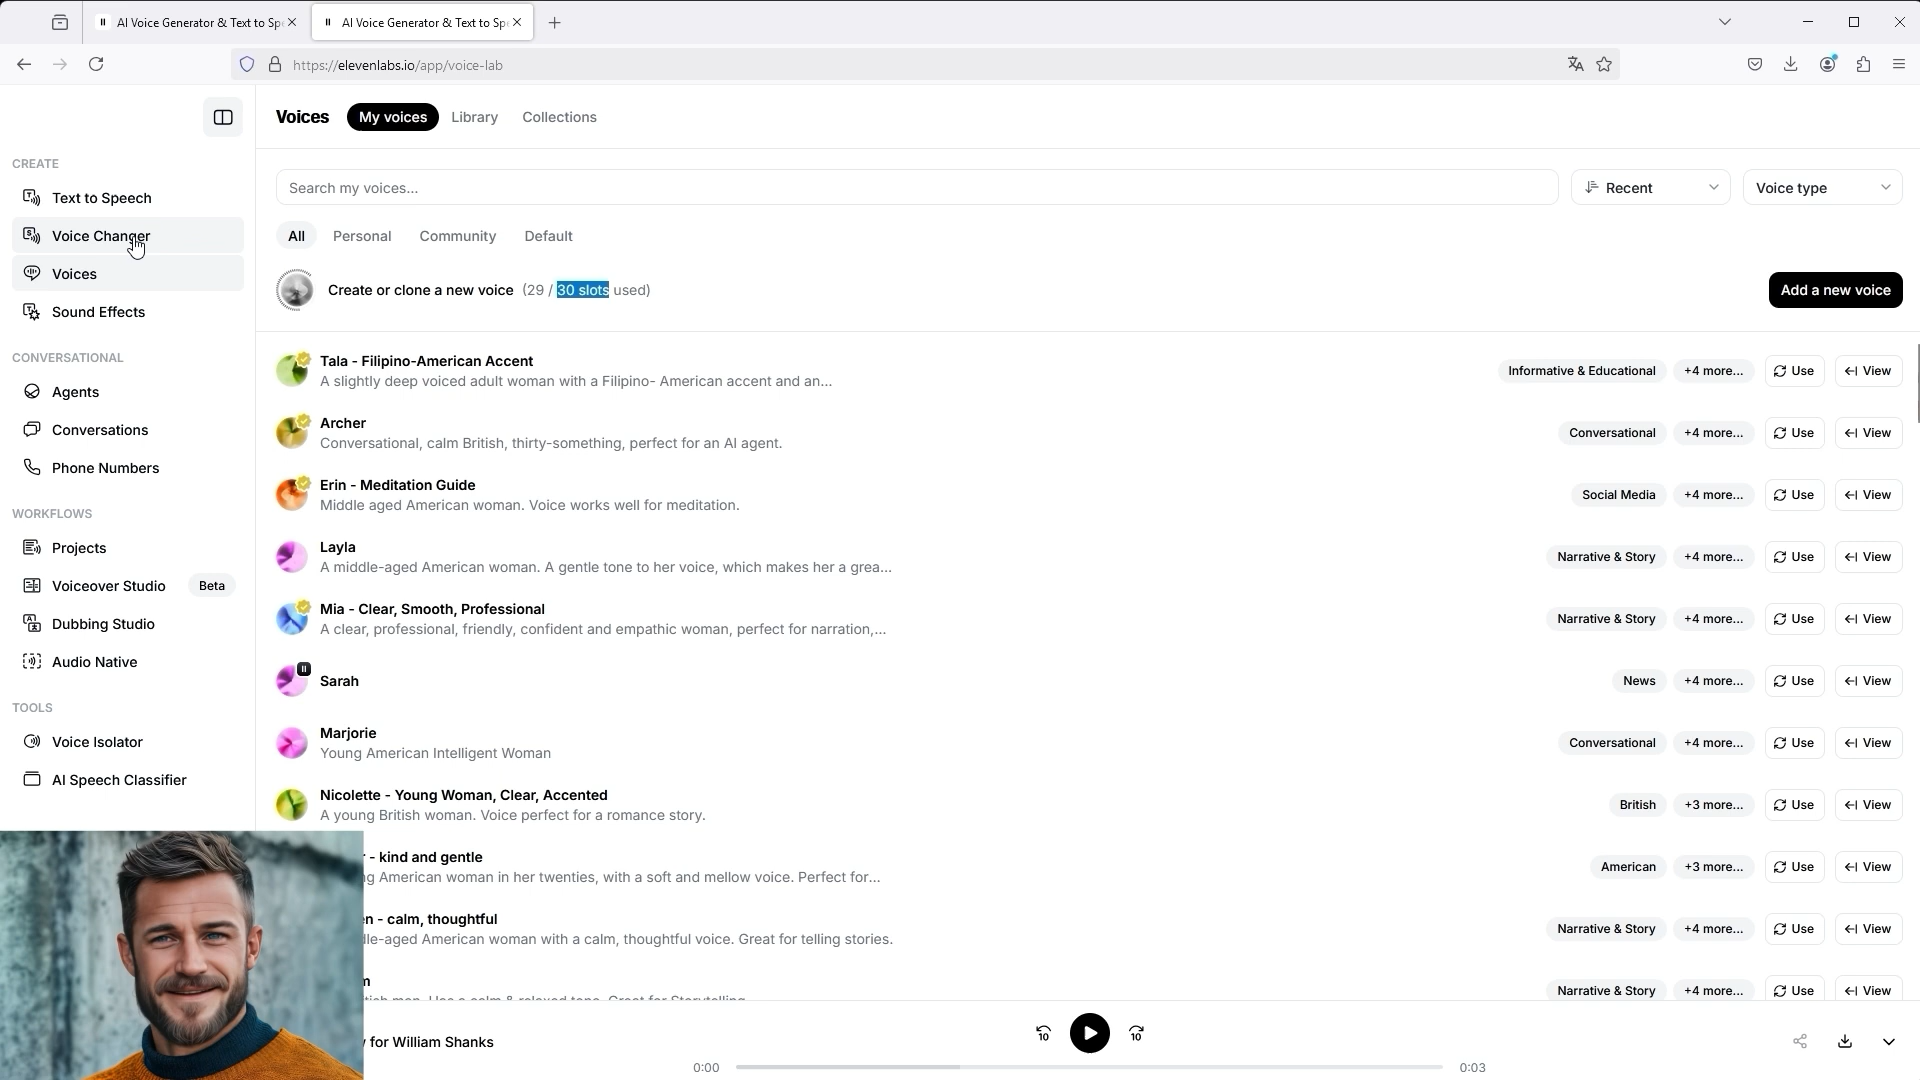 AI Voice Generator & Text to Sp
AI Voice Generator & Text to Sp
https://elevenlabs.io/app/voice-lab
Voices
My voices
Library
Collections
CREATE
Text to Speech
Voice Changer
Voices
Sound Effects
CONVERSATIONAL
Agents
Conversations
Phone Numbers
WORKFLOWS
Projects
Voiceover Studio Beta
Dubbing Studio
Audio Native
TOOLS
Voice Isolator
AI Speech Classifier
Search my voices...
Recent
Voice type
All
Personal
Community
Default
Create or clone a new voice (29 / 30 slots used)
Add a new voice
Tala - Filipino-American Accent
A slightly deep voiced adult woman with a Filipino- American accent and an...
Informative & Educational +4 more... Use View
Archer
Conversational, calm British, thirty-something, perfect for an AI agent.
Conversational +4 more... Use View
Erin - Meditation Guide
Middle aged American woman. Voice works well for meditation.
Social Media +4 more... Use View
Layla
A middle-aged American woman. A gentle tone to her voice, which makes her a grea...
Narrative & Story +4 more... Use View
Mia - Clear, Smooth, Professional
A clear, professional, friendly, confident and empathic woman, perfect for narration,...
Narrative & Story +4 more... Use View
Sarah
News +4 more... Use View
Marjorie
Young American Intelligent Woman
Conversational +4 more... Use View
Nicolette - Young Woman, Clear, Accented
A young British woman. Voice perfect for a romance story.
British +3 more... Use View
- kind and gentle
American woman in her twenties, with a soft and mellow voice. Perfect for...
American +3 more... Use View
- calm, thoughtful
American woman with a calm, thoughtful voice. Great for telling stories.
Narrative & Story +4 more... Use View
Narrative & Story +4 more... Use View
for William Shanks
10
10
0:00
0:03